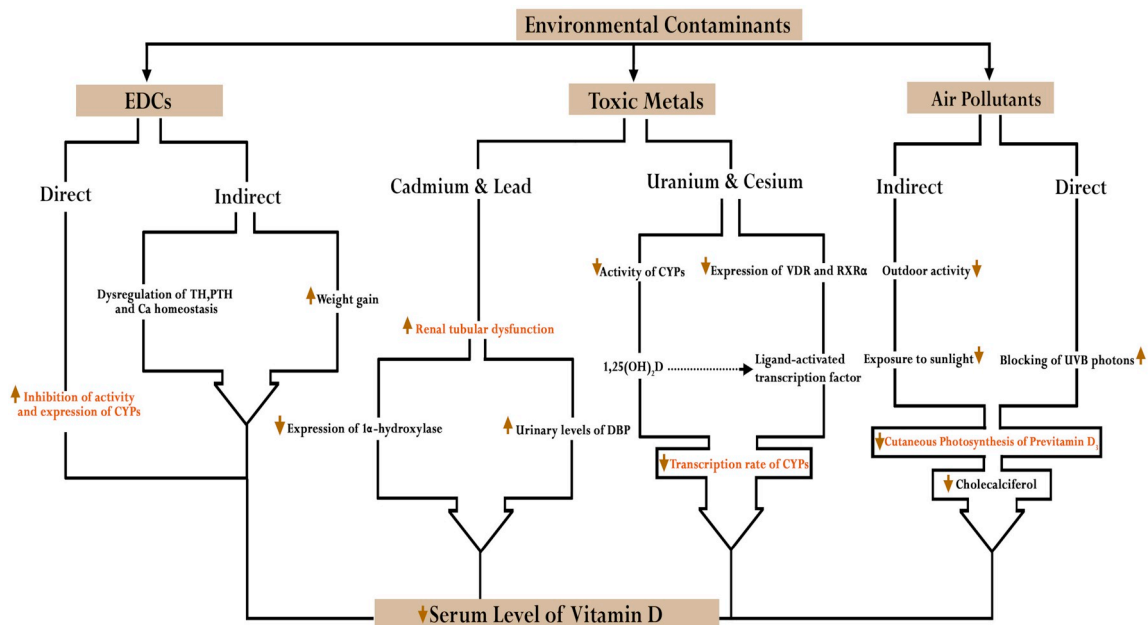 Environmental Contaminants
EDCs
Toxic Metals
Air Pollutants
Direct
Indirect
Cadmium & Lead
Uranium & Cesium
Indirect
Direct
Dysregulation of TH,PTH
and Ca homeostasis
Weight gain
Inhibition of activity
and expression of CYPs
Renal tubular dysfunction
Expression of 1α-hydroxylase
Urinary levels of DBP
Activity of CYPs
Expression of VDR and RXRα
1,25(OH)₂D
Ligand-activated
transcription factor
Transcription rate of CYPs
Outdoor activity
Exposure to sunlight
Blocking of UVB photons
Cutaneous Photosynthesis of Previtamin D₃
Cholecalciferol
Serum Level of Vitamin D